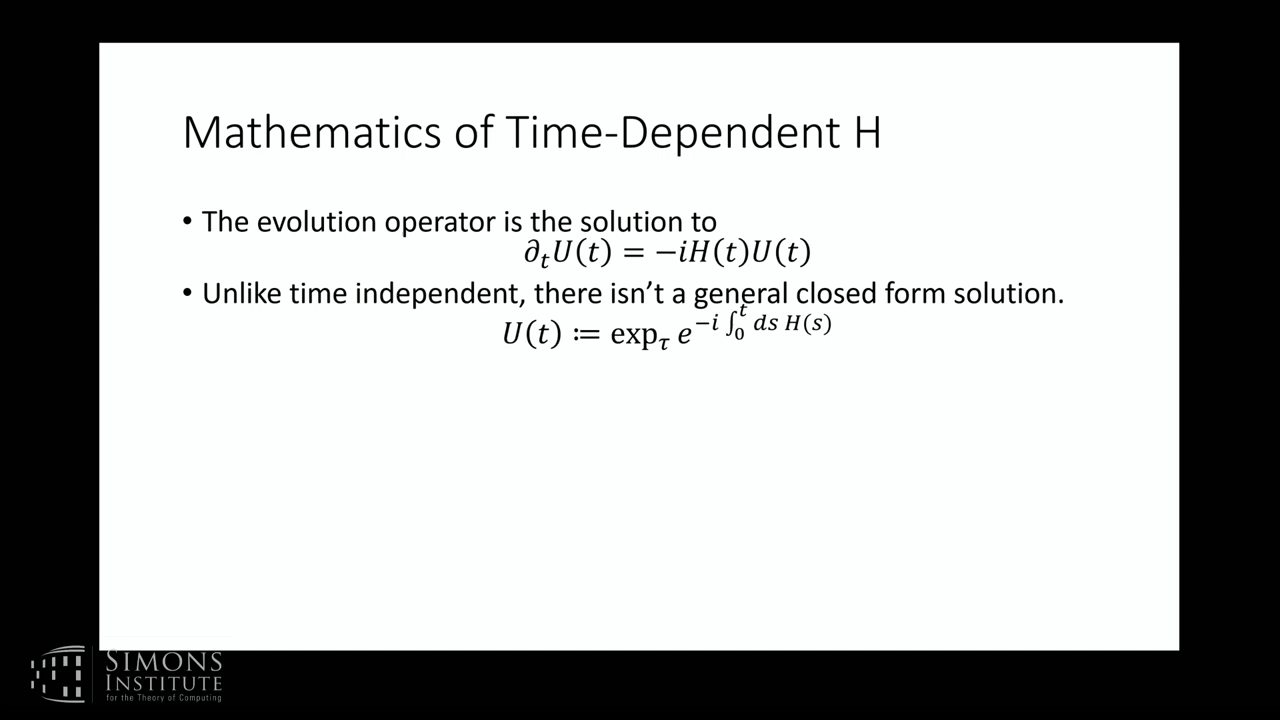 Mathematics of Time-Dependent H
• The evolution operator is the solution to
∂ₜU(t) = −iH(t)U(t)
• Unlike time independent, there isn’t a general closed form solution.
U(t) ≔ exp_τ e^{−i ∫₀ᵗ ds H(s)}
SIMONS
INSTITUTE
for the Theory of Computing